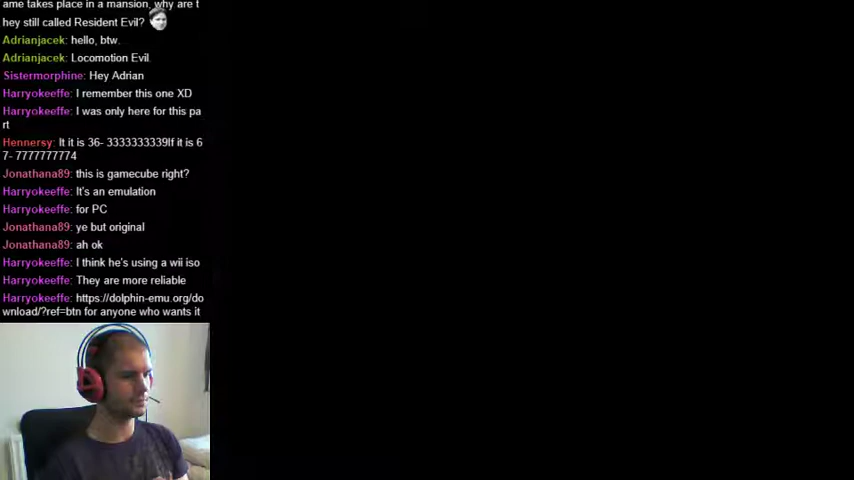 ame takes place in a mansion, why are t
hey still called Resident Evil?
Adrianjacek: hello, btw.
Adrianjacek: Locomotion Evil.
Sistermorphine: Hey Adrian
Harryokeeffe: I remember this one XD
Harryokeeffe: I was only here for this pa
rt
Hennersy: It it is 36- 3333333339If it is 6
7- 7777777774
Jonathana89: this is gamecube right?
Harryokeeffe: It's an emulation
Harryokeeffe: for PC
Jonathana89: ye but original
Jonathana89: ah ok
Harryokeeffe: I think he's using a wii iso
Harryokeeffe: They are more reliable
Harryokeeffe: https://dolphin-emu.org/do
wnload/?ref=btn for anyone who wants it